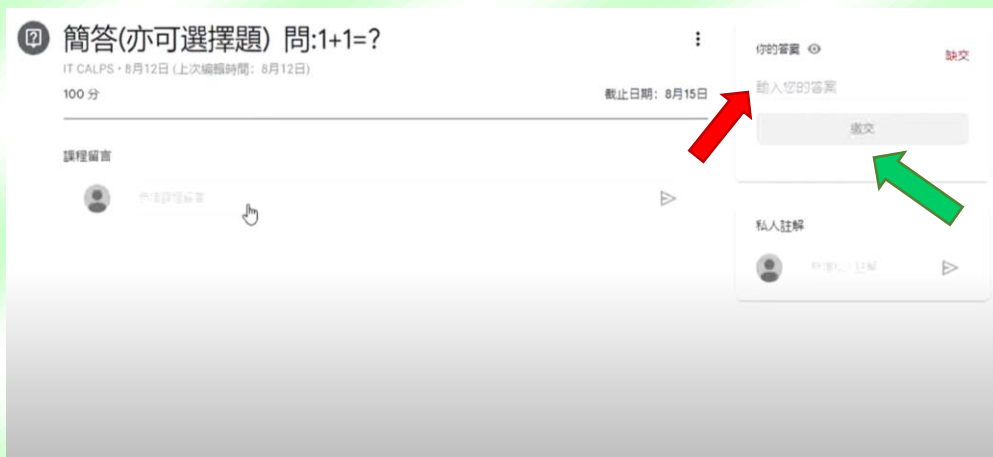 簡答(亦可選擇題) 問:1+1=?
IT CALPS • 8月12日 (上次編輯時間: 8月12日)
100 分
截止日期: 8月15日
課程留言
你的答案
缺交
輸入您的答案
繳交
私人註解